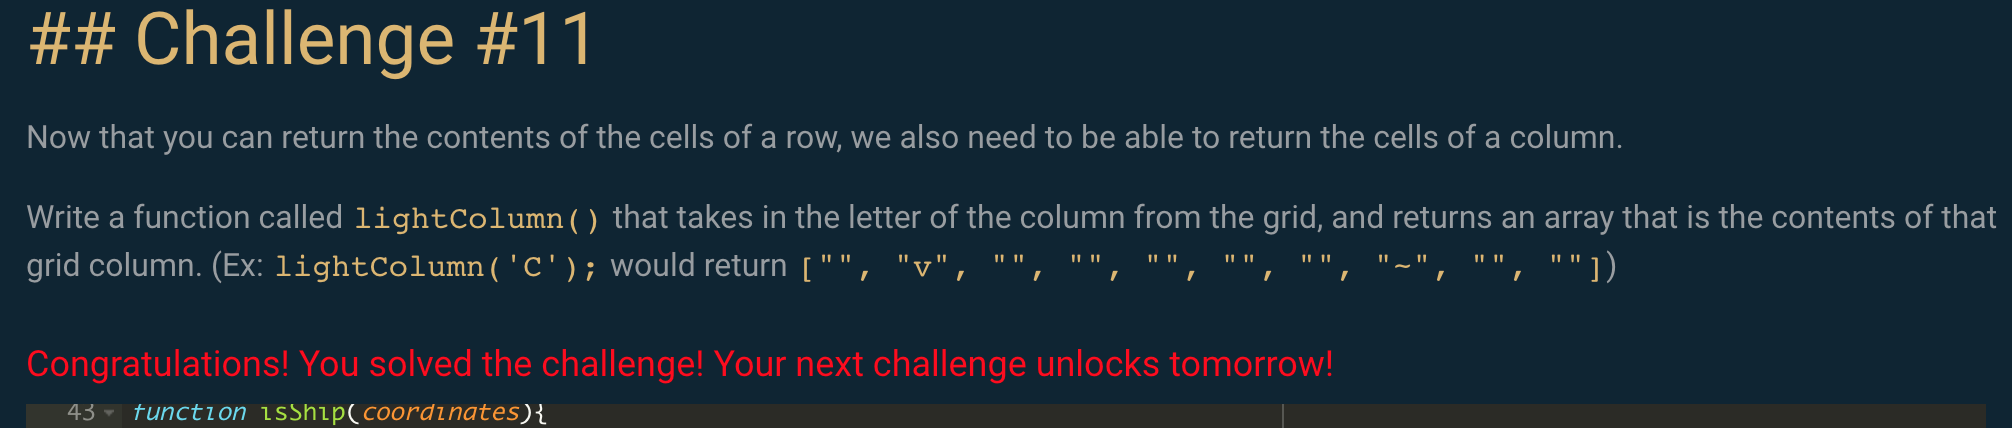 ## Challenge #11
Now that you can return the contents of the cells of a row, we also need to be able to return the cells of a column.
Write a function called lightColumn() that takes in the letter of the column from the grid, and returns an array that is the contents of that
grid column. (Ex: lightColumn('C'); would return ["", "v", "", "", "", "", "", "~", "", ""])
Congratulations! You solved the challenge! Your next challenge unlocks tomorrow!
43 function isShip(coordinates){